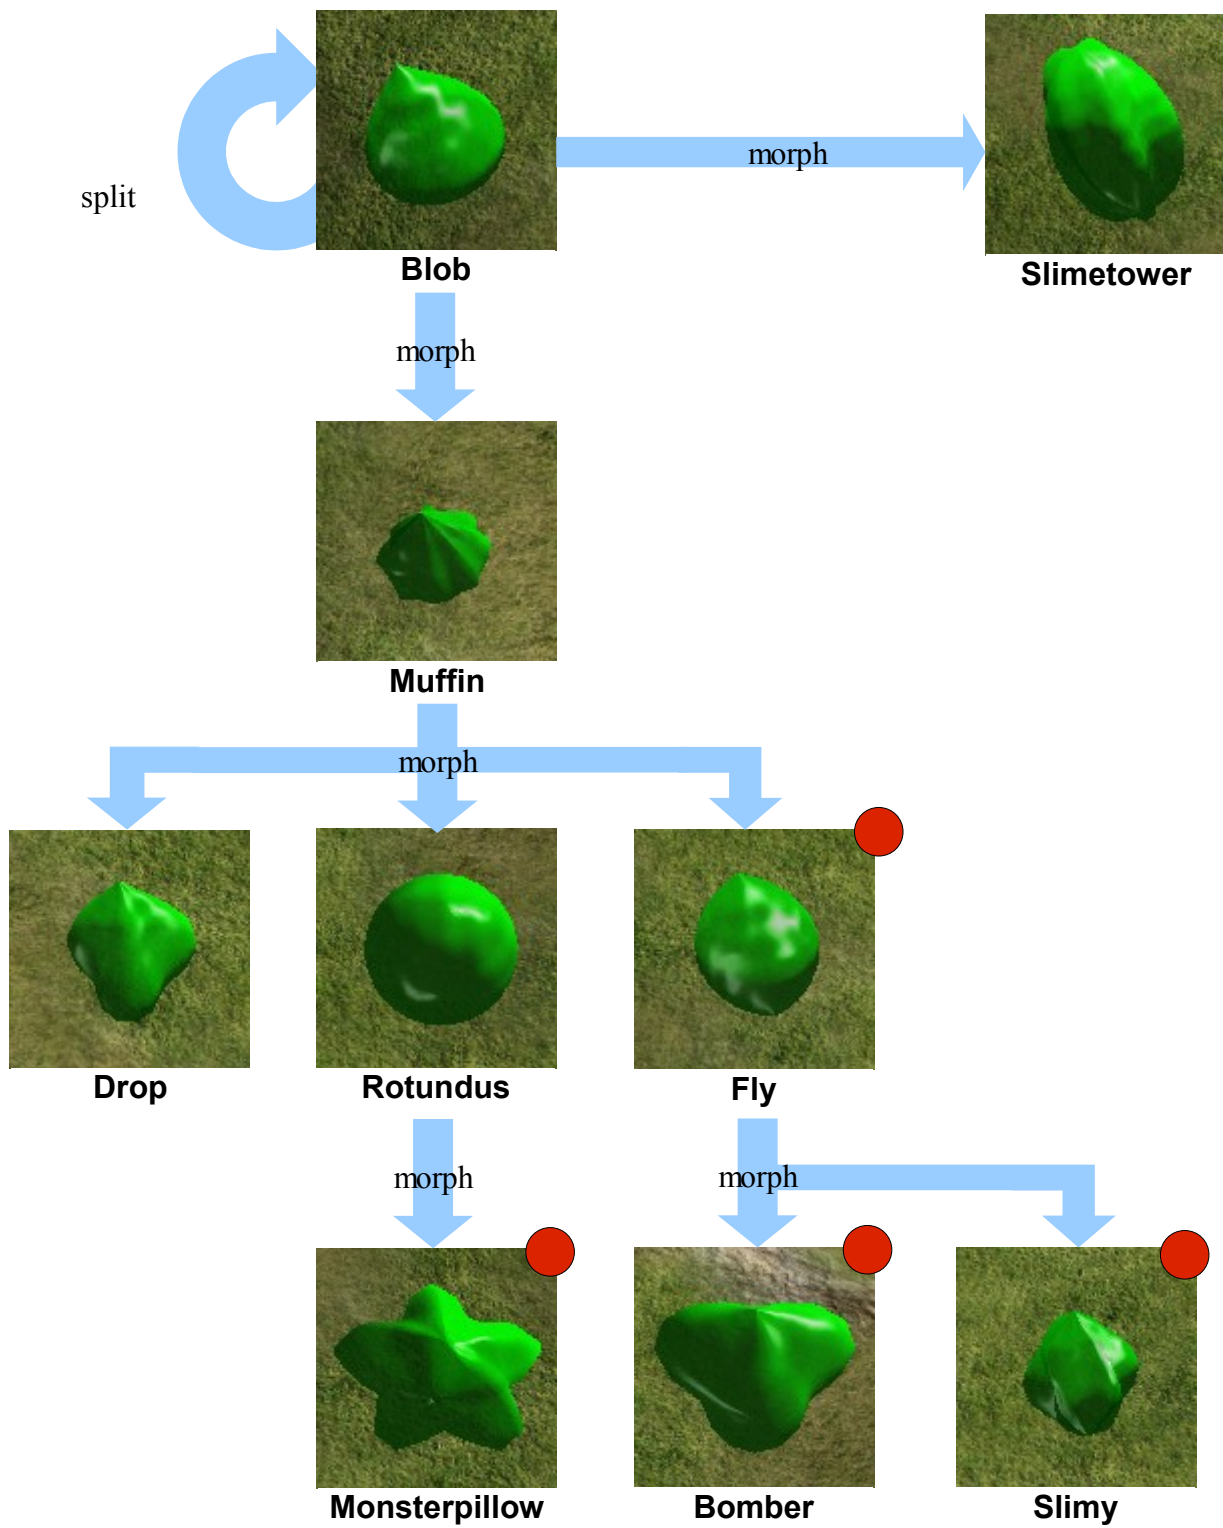 split
morph
Blob
Slimetower
morph
Muffin
morph
Drop
Rotundus
Fly
morph
morph
Monsterpillow
Bomber
Slimy